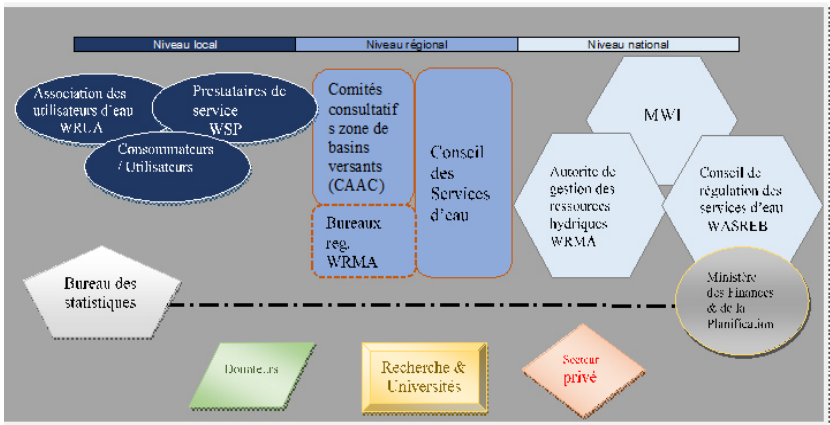 Niveau local
Niveau régional
Niveau national
Association des
utilisateurs d'eau
WRUA
Prestataires de
service
WSP
Consommateurs
/ Utilisateurs
Comités
consultatif
s zone de
basins
versants
(CAAC)
Bureaux
reg.
WRMA
Conseil
des
Services
d'eau
MWI
Autorite de
gestion des
ressources
hydriques
WRMA
Conseil de
régulation des
services d'eau
WASREB
Bureau des
statistiques
Ministère
des Finances
& de la
Planification
Donateurs
Recherche &
Universités
Secteur
privé